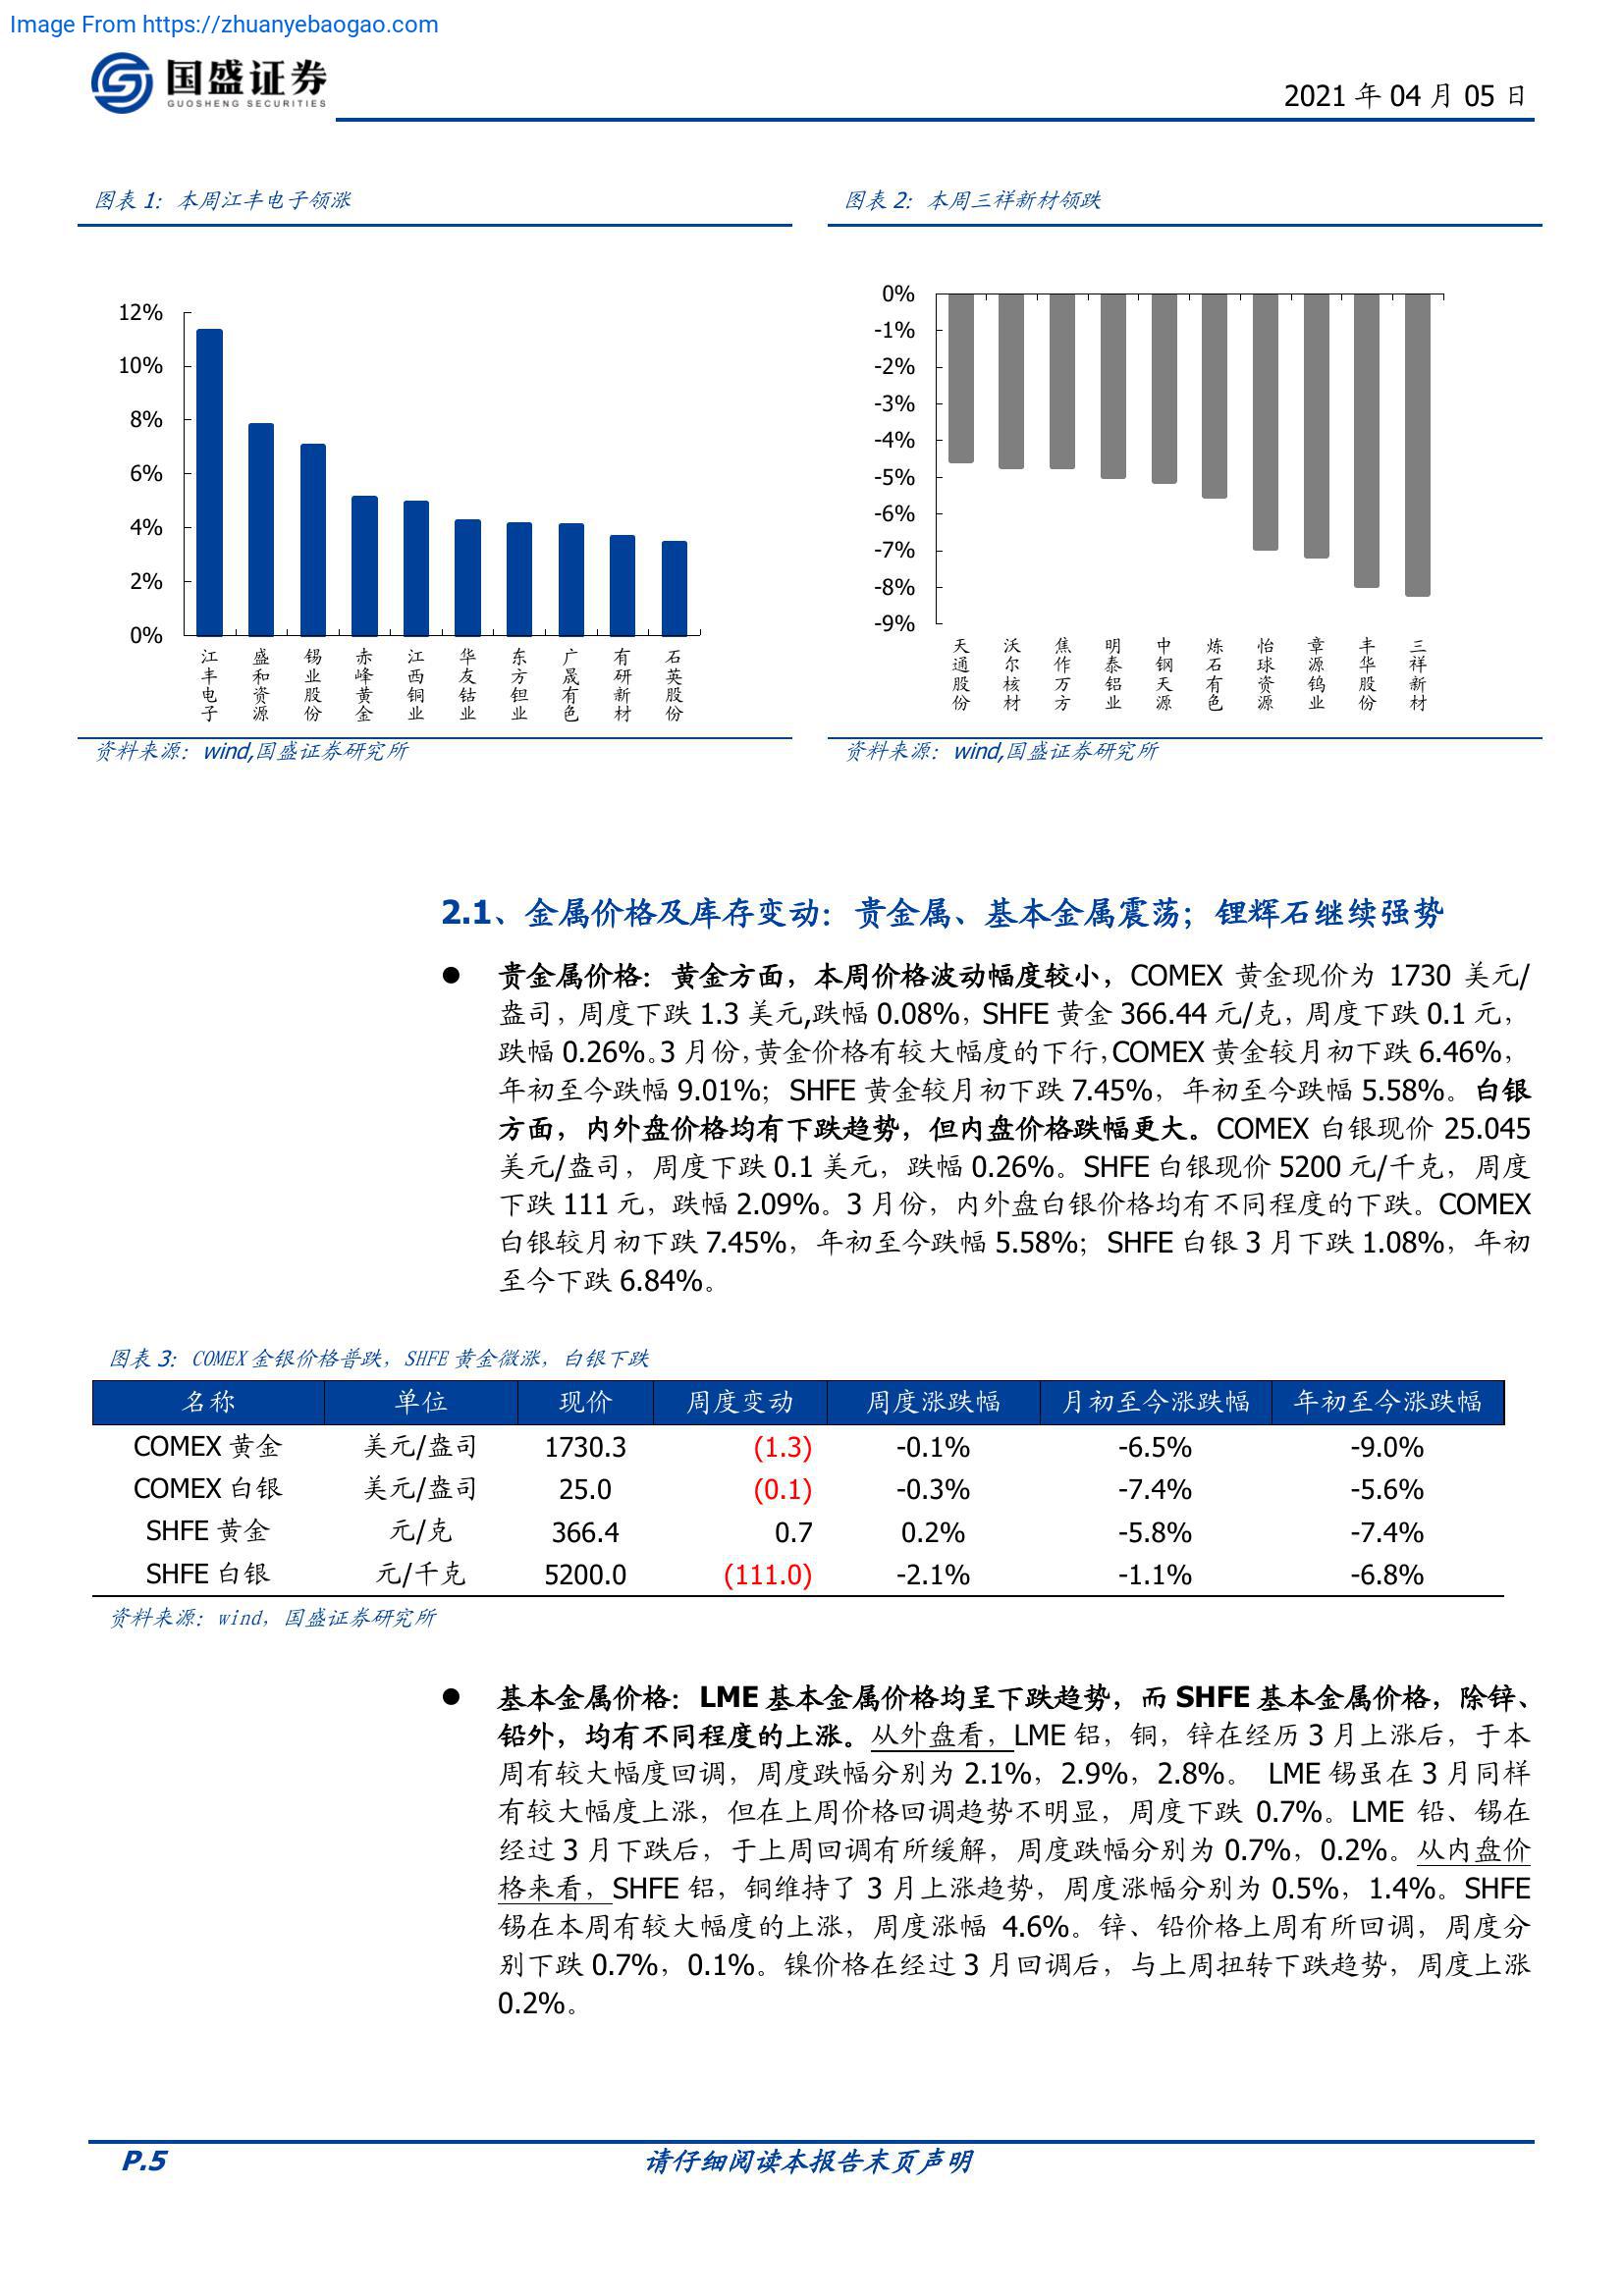 Image From https://zhuanyebaogao.com
国盛证券
GUOSHENG SECURITIES
2021 年 04 月 05 日
图表 1：本周江丰电子领涨
12%
10%
8%
6%
4%
2%
0%
江丰电子
盛和资源
锡业股份
赤峰黄金
江西铜业
华友钴业
东方钽业
广晟有色
有研新材
石英股份
资料来源：wind,国盛证券研究所
图表 2：本周三祥新材领跌
0%
-1%
-2%
-3%
-4%
-5%
-6%
-7%
-8%
-9%
天通股份
沃尔核材
焦作万方
明泰铝业
中钢天源
炼石有色
怡球资源
章源钨业
丰华股份
三祥新材
资料来源：wind,国盛证券研究所
2.1、金属价格及库存变动：贵金属、基本金属震荡；锂辉石继续强势
● 贵金属价格：黄金方面，本周价格波动幅度较小，COMEX 黄金现价为 1730 美元/
盎司，周度下跌 1.3 美元,跌幅 0.08%，SHFE 黄金 366.44 元/克，周度下跌 0.1 元，
跌幅 0.26%。3 月份，黄金价格有较大幅度的下行，COMEX 黄金较月初下跌 6.46%，
年初至今跌幅 9.01%；SHFE 黄金较月初下跌 7.45%，年初至今跌幅 5.58%。白银
方面，内外盘价格均有下跌趋势，但内盘价格跌幅更大。COMEX 白银现价 25.045
美元/盎司，周度下跌 0.1 美元，跌幅 0.26%。SHFE 白银现价 5200 元/千克，周度
下跌 111 元，跌幅 2.09%。3 月份，内外盘白银价格均有不同程度的下跌。COMEX
白银较月初下跌 7.45%，年初至今跌幅 5.58%；SHFE 白银 3 月下跌 1.08%，年初
至今下跌 6.84%。
图表 3：COMEX 金银价格普跌，SHFE 黄金微涨，白银下跌
名称 单位 现价 周度变动 周度涨跌幅 月初至今涨跌幅 年初至今涨跌幅
COMEX 黄金 美元/盎司 1730.3 (1.3) -0.1% -6.5% -9.0%
COMEX 白银 美元/盎司 25.0 (0.1) -0.3% -7.4% -5.6%
SHFE 黄金 元/克 366.4 0.7 0.2% -5.8% -7.4%
SHFE 白银 元/千克 5200.0 (111.0) -2.1% -1.1% -6.8%
资料来源：wind，国盛证券研究所
● 基本金属价格：LME 基本金属价格均呈下跌趋势，而 SHFE 基本金属价格，除锌、
铅外，均有不同程度的上涨。从外盘看，LME 铝，铜，锌在经历 3 月上涨后，于本
周有较大幅度回调，周度跌幅分别为 2.1%，2.9%，2.8%。 LME 锡虽在 3 月同样
有较大幅度上涨，但在上周价格回调趋势不明显，周度下跌 0.7%。LME 铅、锡在
经过 3 月下跌后，于上周回调有所缓解，周度跌幅分别为 0.7%，0.2%。从内盘价
格来看，SHFE 铝，铜维持了 3 月上涨趋势，周度涨幅分别为 0.5%，1.4%。SHFE
锡在本周有较大幅度的上涨，周度涨幅 4.6%。锌、铅价格上周有所回调，周度分
别下跌 0.7%，0.1%。镍价格在经过 3 月回调后，与上周扭转下跌趋势，周度上涨
0.2%。
P.5
请仔细阅读本报告末页声明